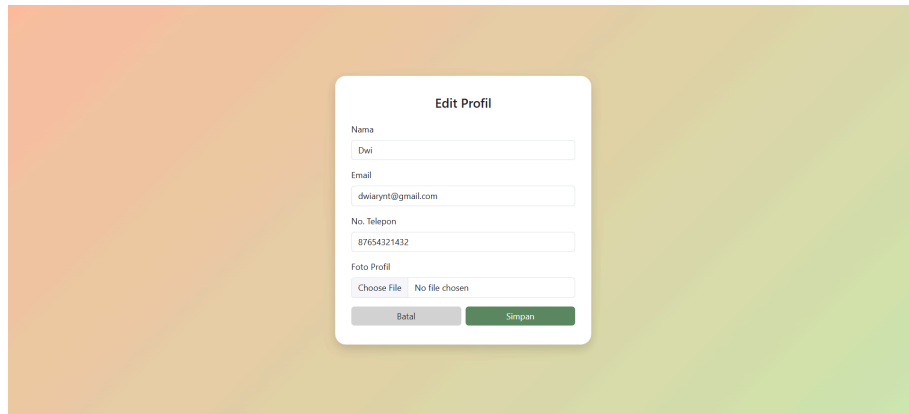 Edit Profil
Nama
Dwi
Email
dwiarynt@gmail.com
No. Telepon
87654321432
Foto Profil
Choose File No file chosen
Batal Simpan